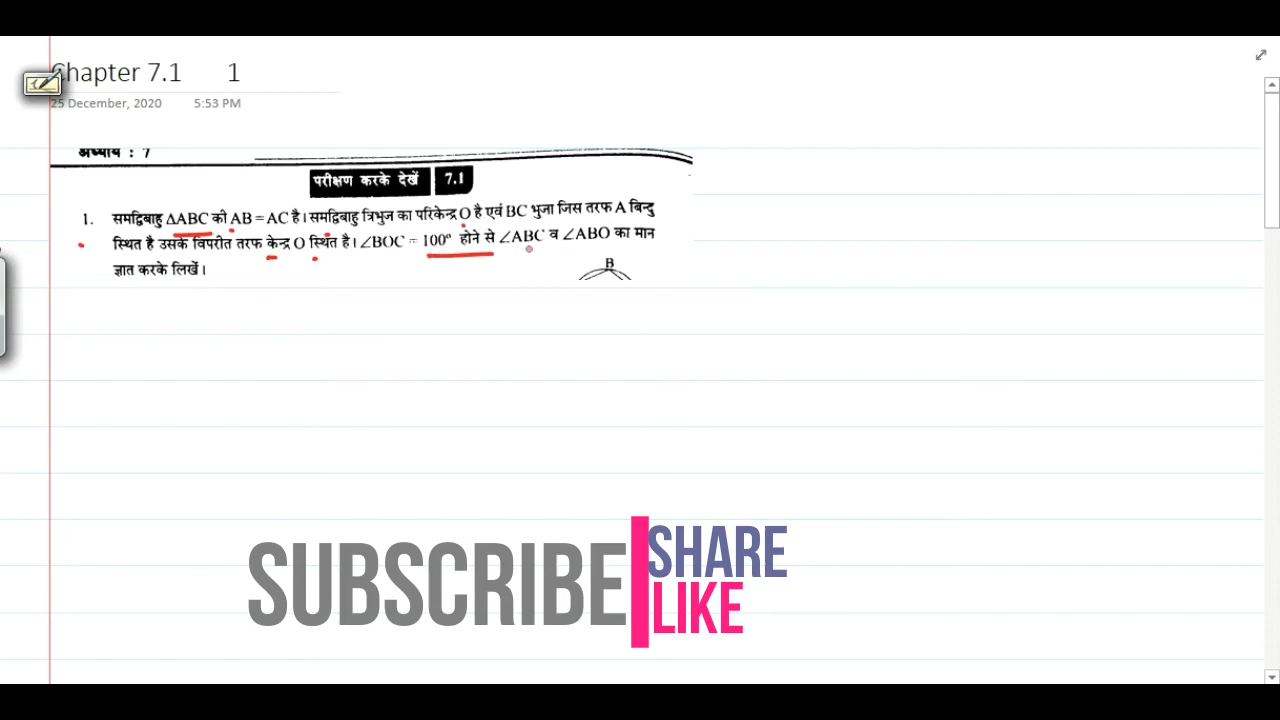 Chapter 7.1 1
25 December, 2020 5:53 PM
अध्याय : 7
परीक्षण करके देखें 7.1
1. समद्विबाहु ΔABC की AB = AC है। समद्विबाहु त्रिभुज का परिकेन्द्र O है एवं BC भुजा जिस तरफ A बिन्दु
स्थित है उसके विपरीत तरफ केन्द्र O स्थित है। ∠BOC = 100° होने से ∠ABC व ∠ABO का मान
ज्ञात करके लिखें।
B
SUBSCRIBE
SHARE
LIKE